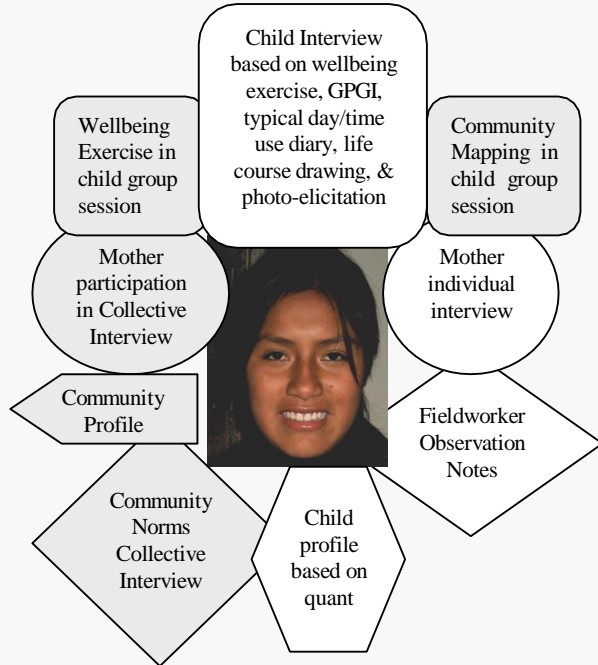 Child Interview
based on wellbeing
exercise, GPGI,
typical day/time
use diary, life
course drawing, &
photo-elicitation
Wellbeing
Exercise in
child group
session
Community
Mapping in
child group
session
Mother
participation
in Collective
Interview
Mother
individual
interview
Community
Profile
Fieldworker
Observation
Notes
Community
Norms
Collective
Interview
Child
profile
based on
quant